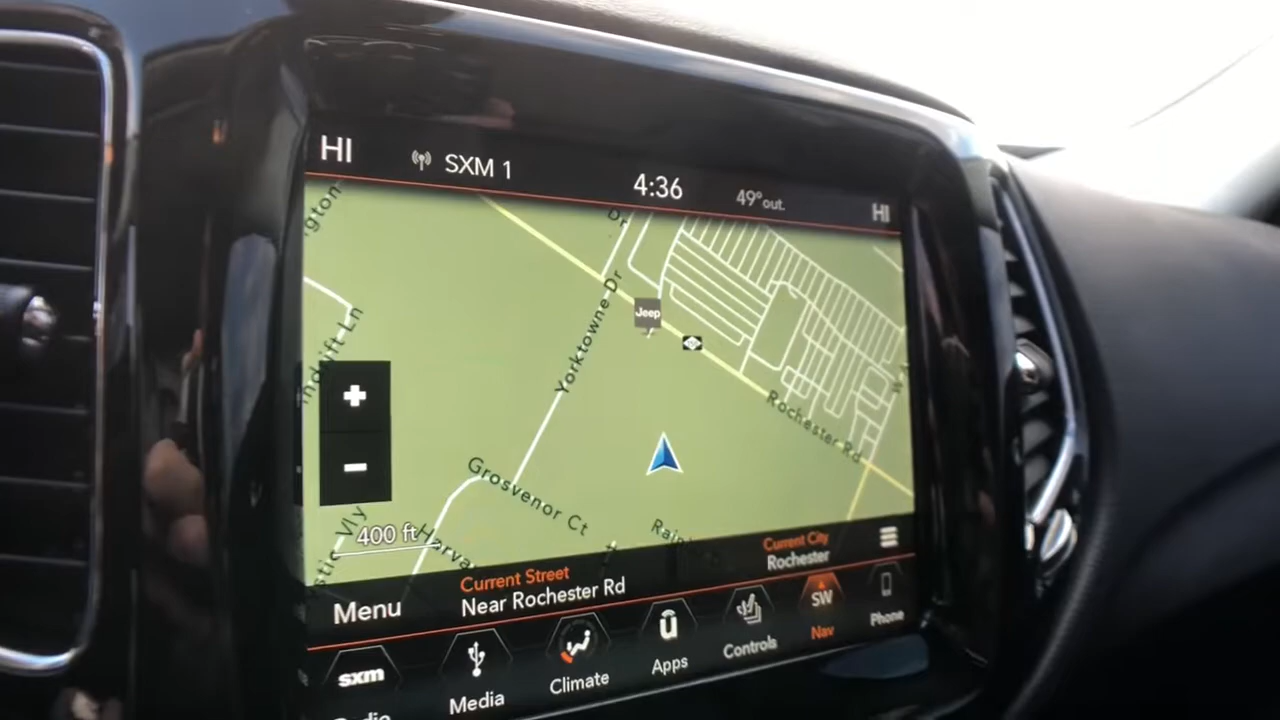 HI
SXM 1
4:36
49° out.
HI
Dr
Yorktowne Dr
Jeep
Rochester Rd
+
-
Grosvenor Ct
400 ft
Current City
Rochester
Current Street
Near Rochester Rd
Menu
SW
Nav
Phone
Controls
ū
Apps
Climate
Media
sxm